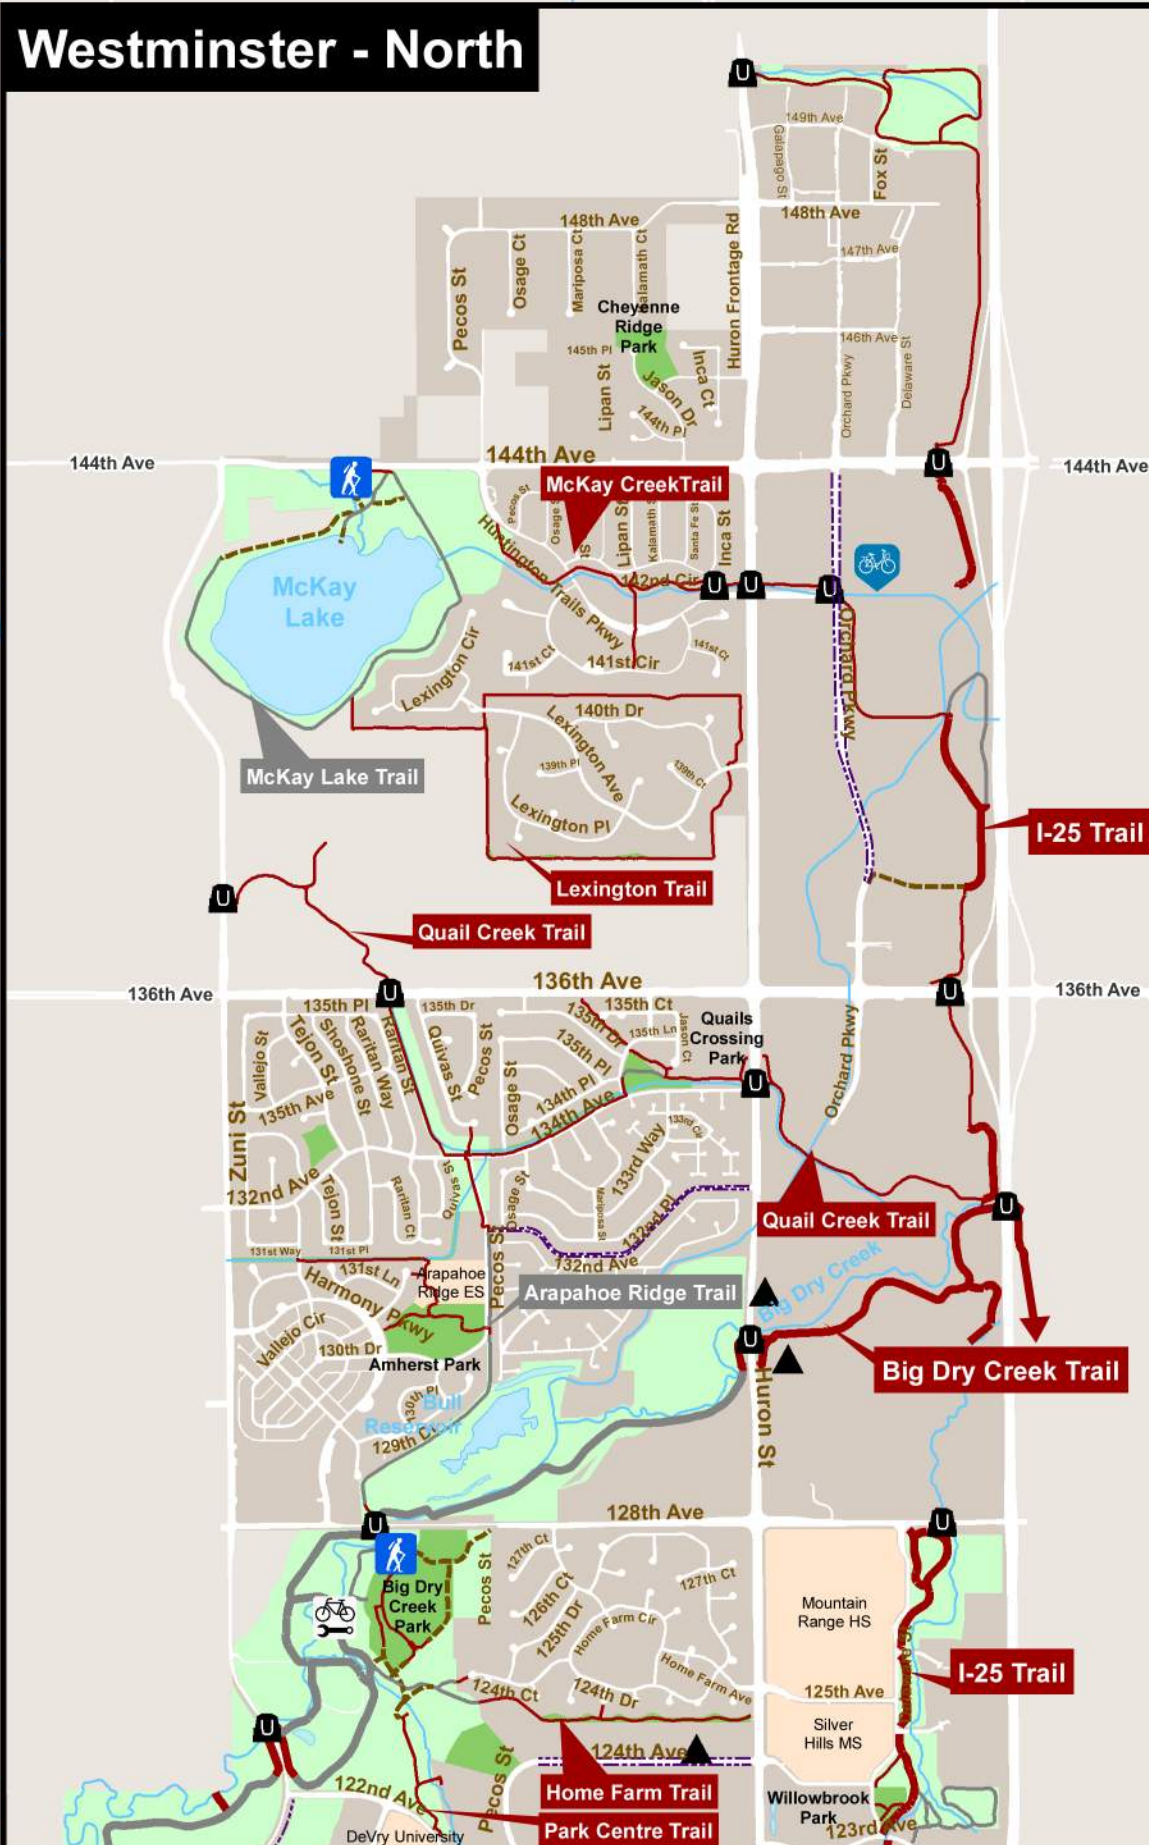 Westminster - North
U
149th Ave
Galapago St
Fox St
148th Ave
148th Ave
Osage Ct
Mariposa Ct
Kalamath Ct
Huron Frontage Rd
147th Ave
Pecos St
Cheyenne
Ridge
Park
145th Pl
146th Ave
Lipan St
Jason Dr
Inca Ct
Orchard Pkwy
Delaware St
144th Pl
144th Ave
144th Ave
144th Ave
U
McKay CreekTrail
Pecos St
Osage St
St
Lipan St
Kalamath
Santa Fe St
Inca St
Huntington Trails Pkwy
142nd Cir
U
U
U
McKay
Lake
Orchard Pkwy
141st Ct
141st Cir
141st Ct
Lexington Cir
140th Dr
Lexington Ave
139th Pl
139th Ct
Lexington Pl
McKay Lake Trail
I-25 Trail
Lexington Trail
U
Quail Creek Trail
136th Ave
136th Ave
136th Ave
U
U
135th Pl
135th Dr
135th Dr
135th Ct
135th Ln
Jason Ct
Quails
Crossing
Park
Vallejo St
Tejon St
Shoshone St
Raritan Way
Raritan St
Quivas St
Pecos St
Osage St
135th Pl
134th Pl
134th Ave
U
Orchard Pkwy
135th Ave
133rd Cir
133rd Way
Zuni St
132nd Ave
Tejon St
Raritan Ct
Quivas St
Osage St
Mariposa St
132nd Pl
Quail Creek Trail
U
131st Way
131st Pl
132nd Ave
Pecos St
131st Ln
Arapahoe
Ridge ES
Arapahoe Ridge Trail
Big Dry Creek
Harmony Pkwy
Vallejo Cir
130th Dr
Amherst Park
U
Big Dry Creek Trail
130th Pl
Bull
Reservoir
129th
Huron St
128th Ave
U
U
127th Ct
Pecos St
127th Ct
Big Dry
Creek
Park
126th Ct
125th Dr
Home Farm Cir
Home Farm Ave
Mountain
Range HS
I-25 Trail
124th Ct
124th Dr
125th Ave
U
Silver
Hills MS
124th Ave
Pecos St
122nd Ave
Home Farm Trail
Willowbrook
Park
Park Centre Trail
123rd Ave
DeVry University